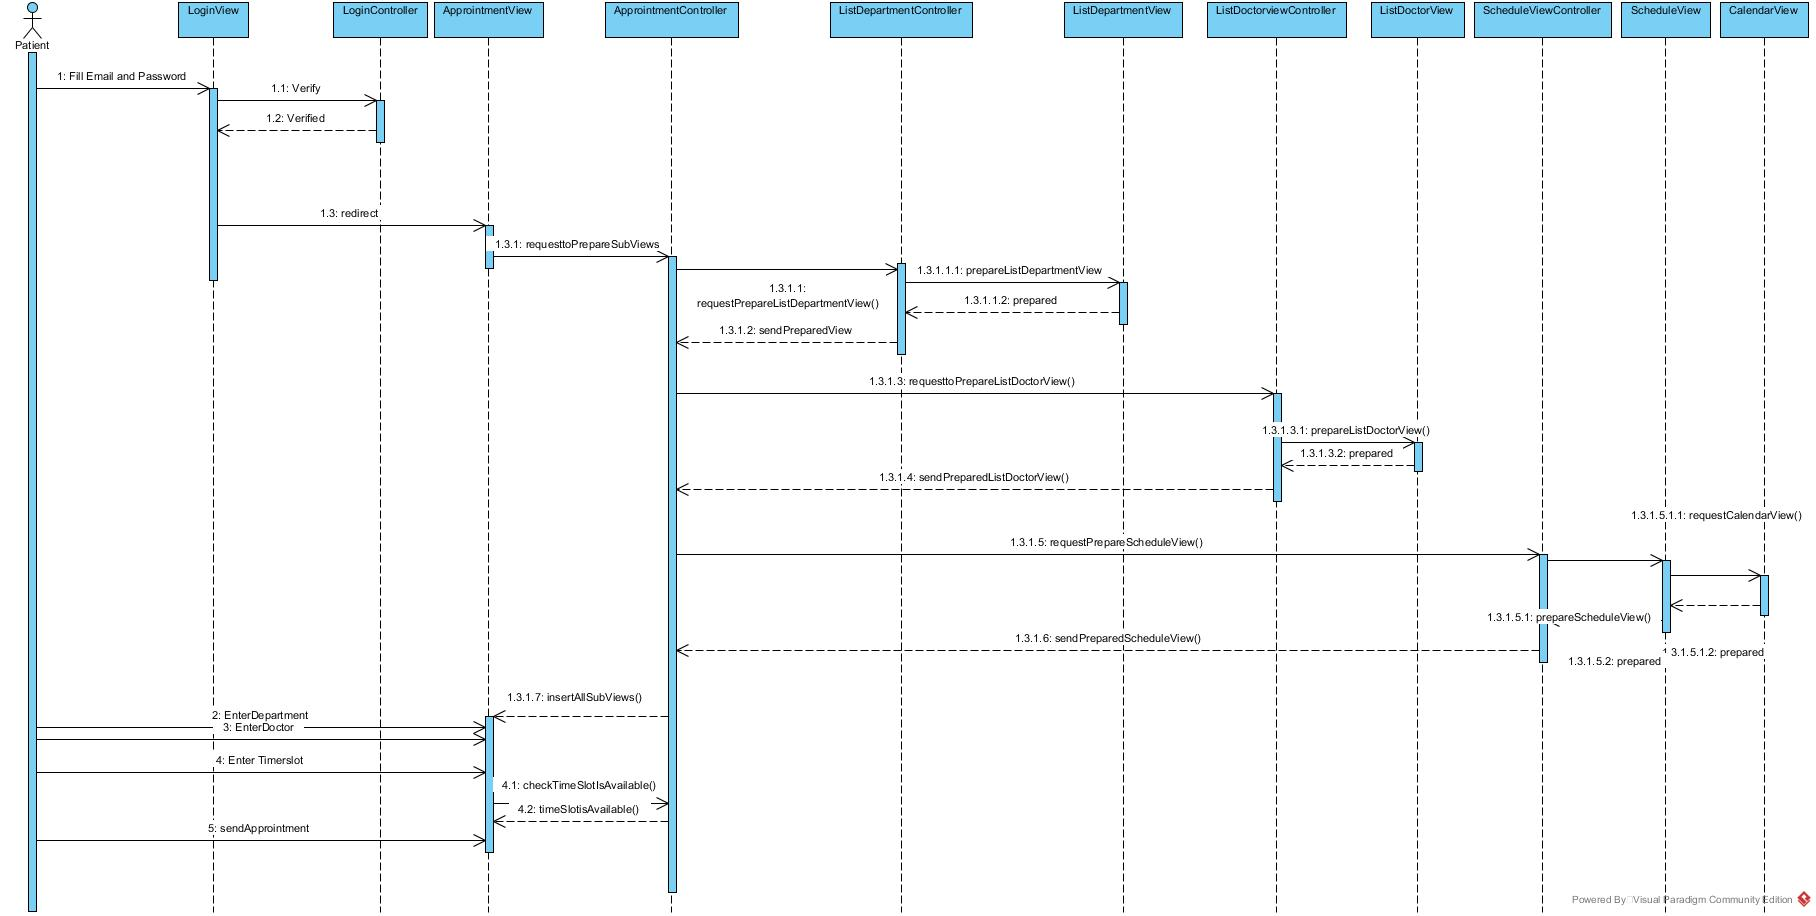 LoginView
LoginController
ApprointmentView
ApprointmentController
ListDepartmentController
ListDepartmentView
ListDoctorviewController
ListDoctorView
ScheduleViewController
ScheduleView
CalendarView
Patient
1: Fill Email and Password
1.1: Verify
1.2: Verified
1.3: redirect
1.3.1: requesttoPrepareSubViews
1.3.1.1.1: prepareListDepartmentView
1.3.1.1:
requestPrepareListDepartmentView()
1.3.1.1.2: prepared
1.3.1.2: sendPreparedView
1.3.1.3: requesttoPrepareListDoctorView()
1.3.1.3.1: prepareListDoctorView()
1.3.1.3.2: prepared
1.3.1.4: sendPreparedListDoctorView()
1.3.1.5.1.1: requestCalendarView()
1.3.1.5: requestPrepareScheduleView()
1.3.1.5.1: prepareScheduleView()
1.3.1.6: sendPreparedScheduleView()
3.1.5.1.2: prepared
1.3.1.5.2: prepared
1.3.1.7: insertAllSubViews()
2: EnterDepartment
3: EnterDoctor
4: Enter Timerslot
4.1: checkTimeSlotIsAvailable()
4.2: timeSlotisAvailable()
5: sendApprointment
Powered By Visual Paradigm Community Edition